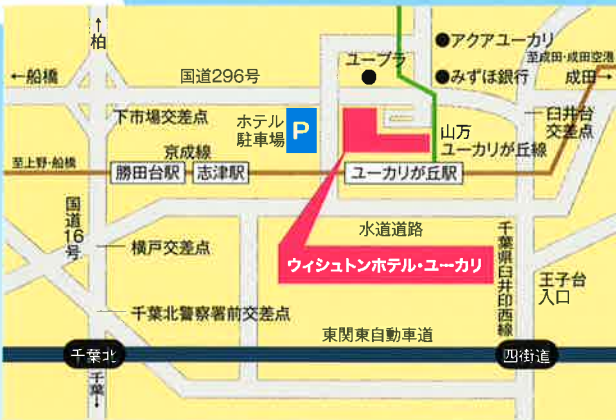 ↑
柏
←船橋
国道296号
ユープラ
●アクアユーカリ
●みずほ銀行
至成田・成田空港
成田→
下市場交差点
ホテル
駐車場
P
山万
ユーカリが丘線
臼井台
交差点
京成線
至上野・船橋
勝田台駅
志津駅
ユーカリが丘駅
国道16号
水道道路
横戸交差点
ウィシュトンホテル・ユーカリ
千葉県臼井印西線
王子台
入口
千葉北警察署前交差点
東関東自動車道
千葉北
四街道
千葉↓